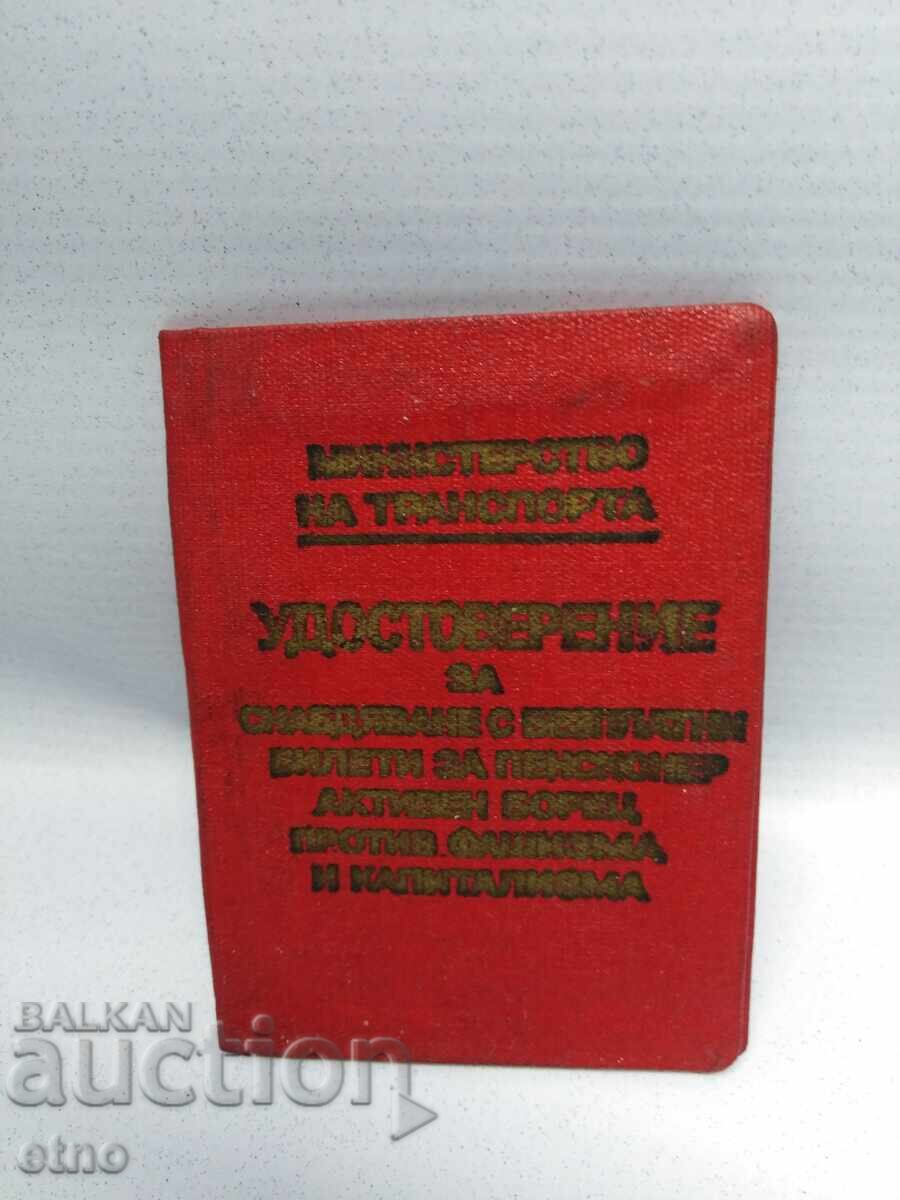 МИНИСТЕРСТВО
НА ТРАНСПОРТА
УДОСТОВЕРЕНИЕ
ЗА
СНАБДЯВАНЕ С БЕЗПЛАТНИ
БИЛЕТИ ЗА ПЕНСИОНЕР
АКТИВЕН БОРЕЦ
ПРОТИВ ФАШИЗМА
И КАПИТАЛИЗМА
BALKAN
auction
etno